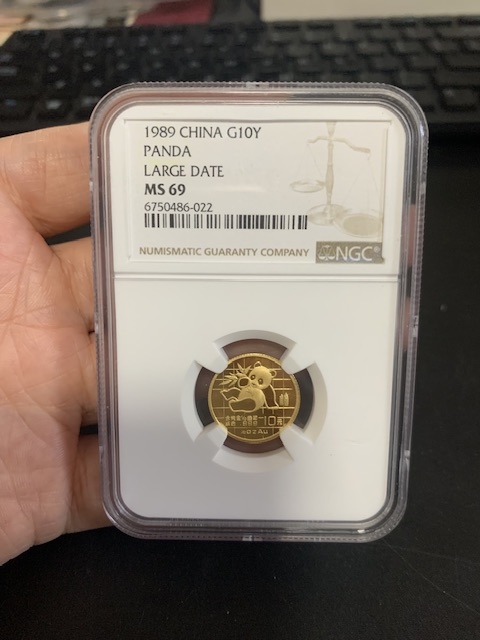 1989 CHINA G10Y
PANDA
LARGE DATE
MS 69
6750486-022
NUMISMATIC GUARANTY COMPANY
NGC
10元